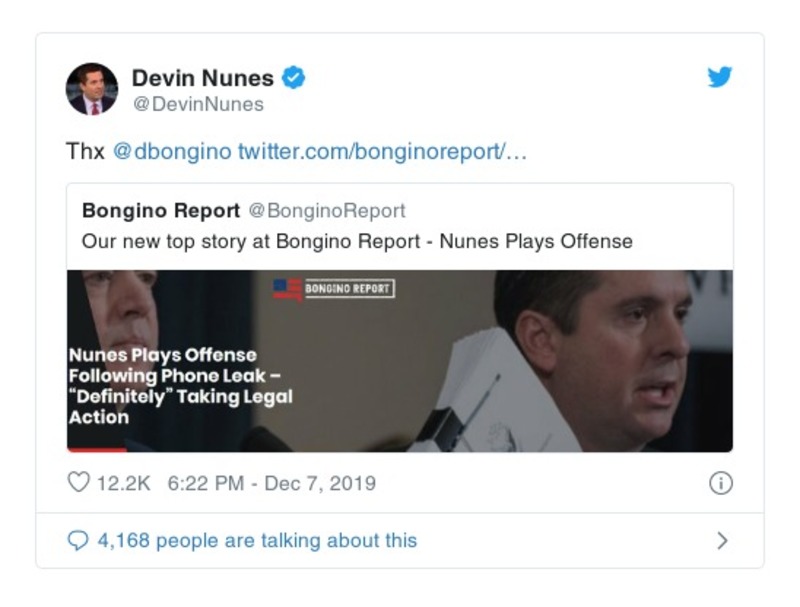 Devin Nunes
@DevinNunes
Thx @dbongino twitter.com/bonginoreport/…
Bongino Report @BonginoReport
Our new top story at Bongino Report - Nunes Plays Offense
BONGINO REPORT
Nunes Plays Offense
Following Phone Leak –
“Definitely” Taking Legal
Action
12.2K 6:22 PM - Dec 7, 2019
4,168 people are talking about this